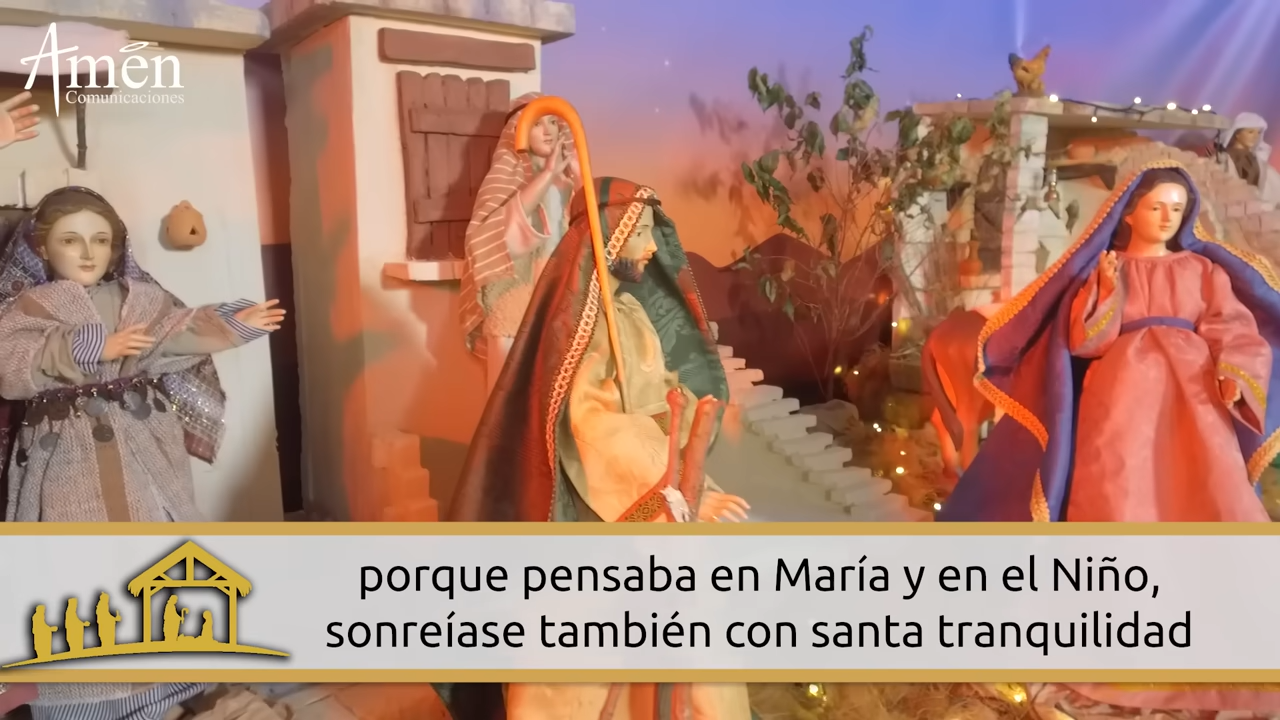 Amén
Comunicaciones
porque pensaba en María y en el Niño,
sonreíase también con santa tranquilidad